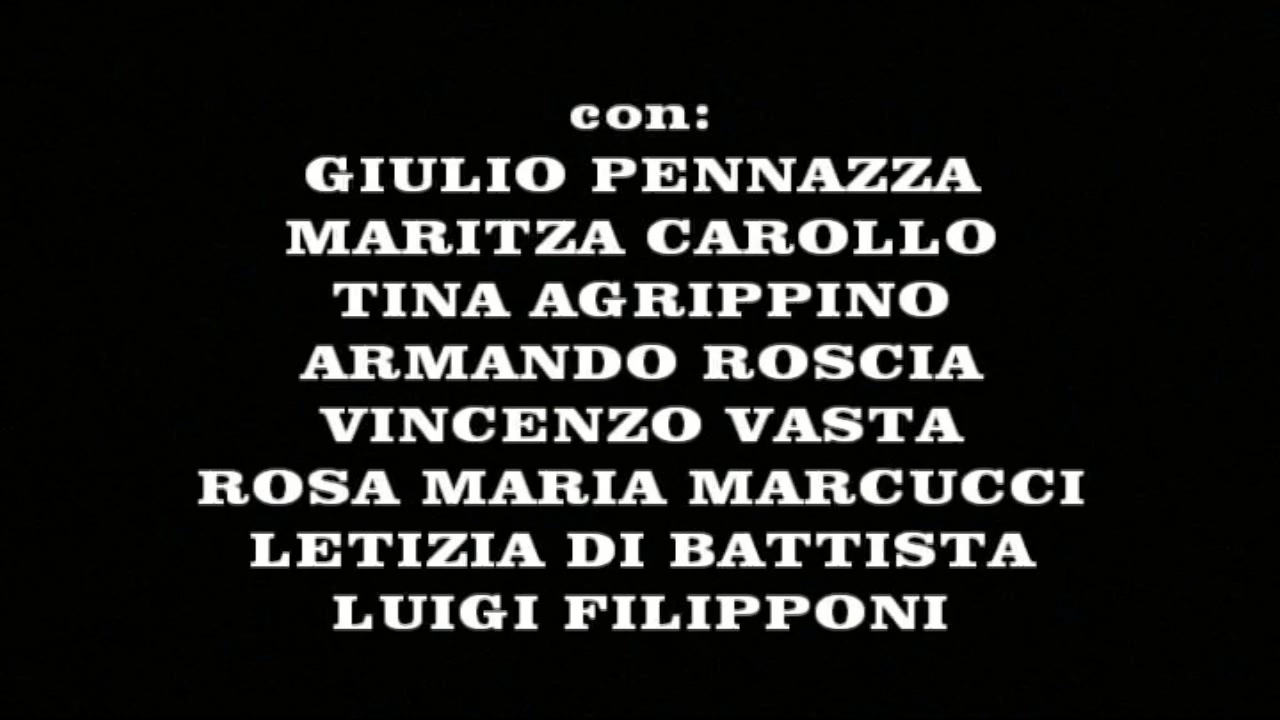 con:
GIULIO PENNAZZA
MARITZA CAROLLO
TINA AGRIPPINO
ARMANDO ROSCIA
VINCENZO VASTA
ROSA MARIA MARCUCCI
LETIZIA DI BATTISTA
LUIGI FILIPPONI